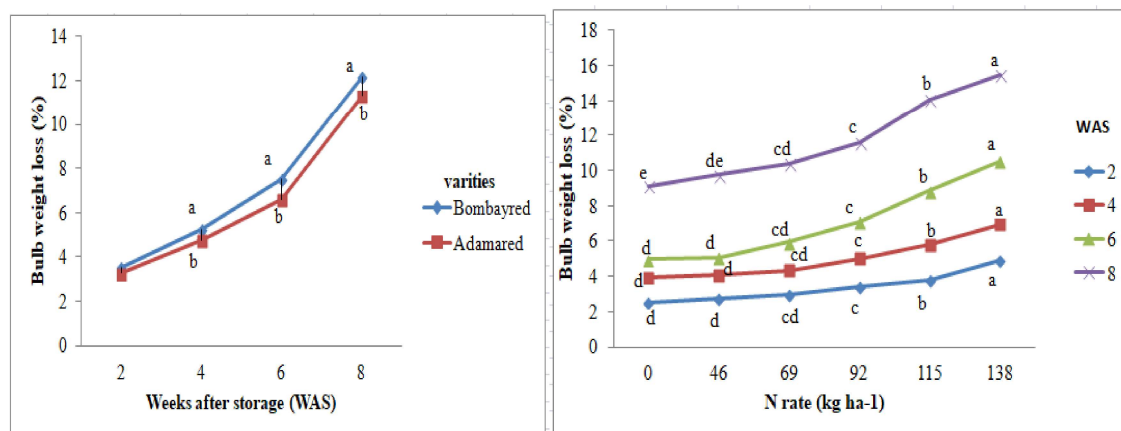 14
12
10
8
6
4
2
0
Bulb weight loss (%)
a
a
a
b
b
b
2 4 6 8
Weeks after storage (WAS)
varities
Bombayred
Adamared
18
16
14
12
10
8
6
4
2
0
Bulb weight loss (%)
e de cd c b a
d d cd c b a
d d cd c b a
d d cd c b a
0 46 69 92 115 138
N rate (kg ha-1)
WAS
2
4
6
8